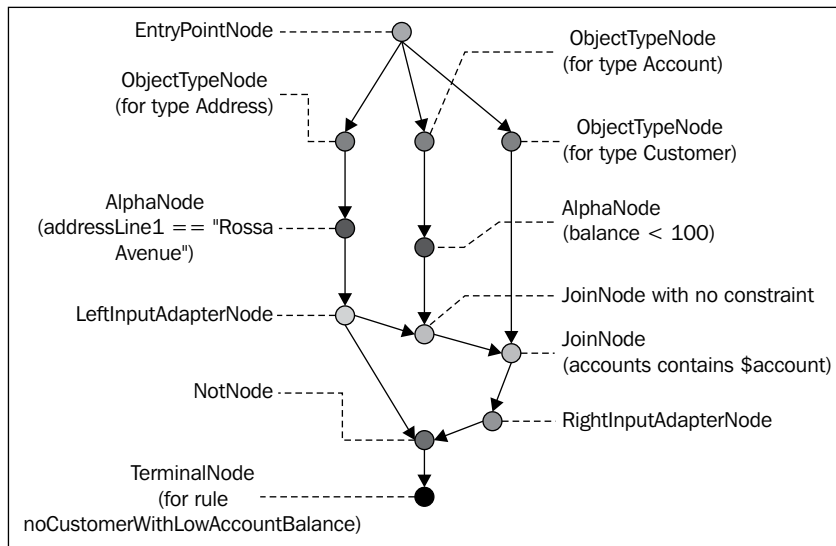 EntryPointNode
ObjectTypeNode
(for type Account)
ObjectTypeNode
(for type Address)
ObjectTypeNode
(for type Customer)
AlphaNode
(addressLine1 == "Rossa
Avenue")
AlphaNode
(balance < 100)
JoinNode with no constraint
LeftInputAdapterNode
JoinNode
(accounts contains $account)
NotNode
RightInputAdapterNode
TerminalNode
(for rule
noCustomerWithLowAccountBalance)